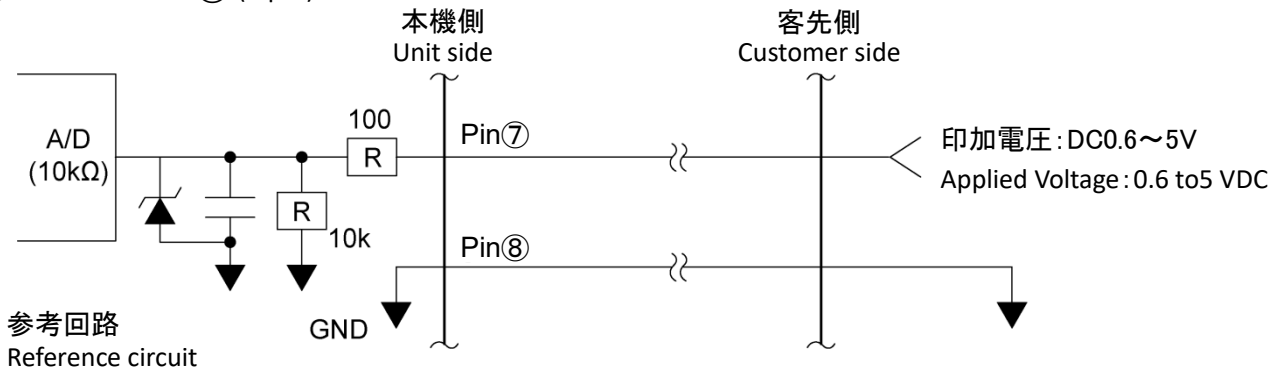 本機側
Unit side
客先側
Customer side
A/D
(10kΩ)
100
R
R
10k
Pin⑦
Pin⑧
GND
印加電圧:DC0.6～5V
Applied Voltage:0.6 to5 VDC
参考回路
Reference circuit